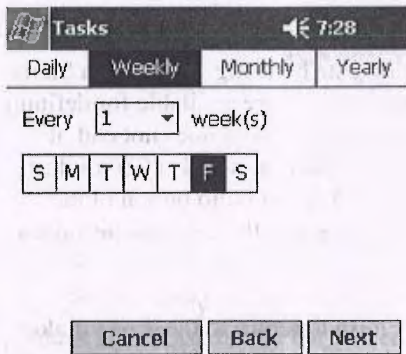 Tasks 7:28
Daily Weekly Monthly Yearly
Every 1 week(s)
S M T W T F S
Cancel Back Next